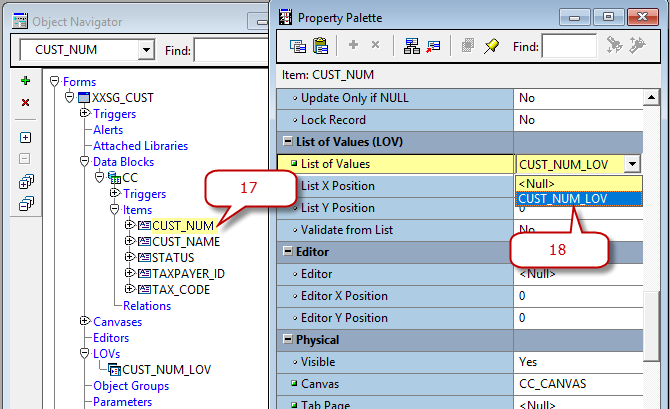 Object Navigator
CUST_NUM
Find:
Forms
XXSG_CUST
Triggers
Alerts
Attached Libraries
Data Blocks
CC
Triggers
Items
CUST_NUM
CUST_NAME
STATUS
TAXPAYER_ID
TAX_CODE
Relations
Canvases
Editors
LOVs
CUST_NUM_LOV
Object Groups
Parameters
17
Property Palette
Find:
Item: CUST_NUM
Update Only if NULL No
Lock Record No
List of Values (LOV)
List of Values CUST_NUM_LOV
<Null>
CUST_NUM_LOV
List X Position
List Y Position 0
Validate from List No
18
Editor
Editor <Null>
Editor X Position 0
Editor Y Position 0
Physical
Visible Yes
Canvas CC_CANVAS
Tab Page <Null>